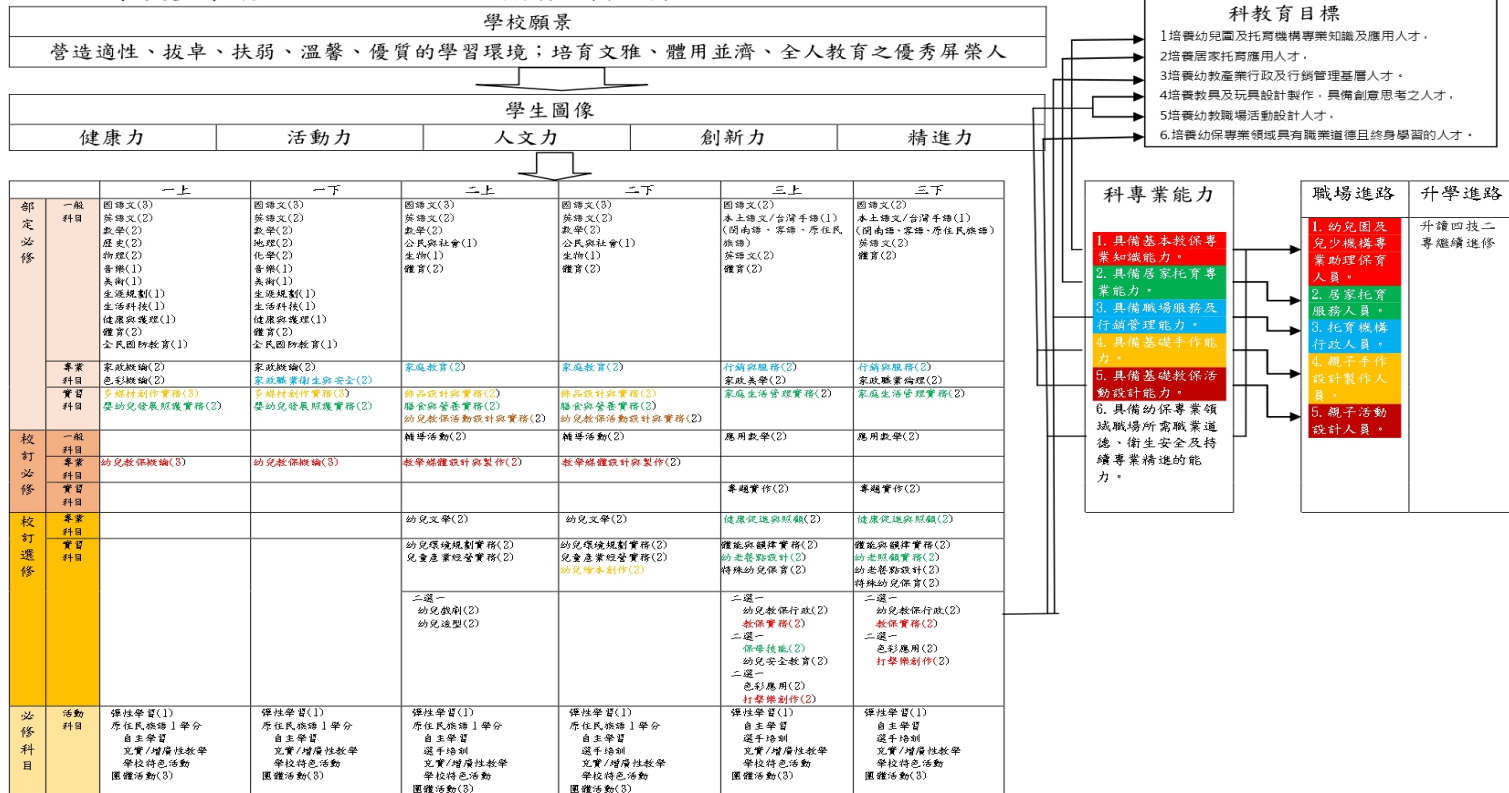 學校願景
營造適性、拔卓、扶弱、溫馨、優質的學習環境；培育文雅、體用並濟、全人教育之優秀屏榮人
學生圖像
健康力 活動力 人文力 創新力 精進力
科教育目標
1培養幼兒園及托育機構專業知識及應用人才.
2培養居家托育應用人才.
3培養幼教產業行政及行銷管理基層人才。
4培養教具及玩具設計製作，具備創意思考之人才.
5培養幼教職場活動設計人才.
6.培養幼保專業領域具有職業道德且終身學習的人才。
一上 一下 二上 二下 三上 三下
部定必修
一般科目
國語文(3)
英語文(2)
數學(2)
歷史(2)
物理(2)
音樂(1)
美術(1)
生涯規劃(1)
生活科技(1)
健康與護理(1)
體育(2)
全民國防教育(1)
國語文(3)
英語文(2)
數學(2)
地理(2)
化學(2)
音樂(1)
美術(1)
生涯規劃(1)
生活科技(1)
健康與護理(1)
體育(2)
全民國防教育(1)
國語文(3)
英語文(2)
數學(2)
公民與社會(1)
生物(1)
體育(2)
國語文(3)
英語文(2)
數學(2)
公民與社會(1)
生物(1)
體育(2)
國語文(2)
本土語文/台灣手語(1)
(閩南語、客語、原住民
族語)
英語文(2)
體育(2)
國語文(2)
本土語文/台灣手語(1)
(閩南語、客語、原住民族語)
英語文(2)
體育(2)
專業科目
家政概論(2)
色彩概論(2)
家政概論(2)
家政職業衛生與安全(2)
家庭教育(2)
家庭教育(2)
行銷與服務(2)
家政美學(2)
行銷與服務(2)
家政職業倫理(2)
實習科目
多媒材創作實務(3)
嬰幼兒發展照護實務(2)
多媒材創作實務(3)
嬰幼兒發展照護實務(2)
飾品設計與實務(2)
膳食與營養實務(2)
幼兒教保活動設計與實務(2)
飾品設計與實務(2)
膳食與營養實務(2)
幼兒教保活動設計與實務(2)
家庭生活管理實務(2)
家庭生活管理實務(2)
校訂必修
一般科目
輔導活動(2)
輔導活動(2)
應用數學(2)
應用數學(2)
專業科目
幼兒教保概論(3)
幼兒教保概論(3)
教學媒體設計與製作(2)
教學媒體設計與製作(2)
實習科目
專題實作(2)
專題實作(2)
校訂選修
專業科目
幼兒文學(2)
幼兒文學(2)
健康促進與照顧(2)
健康促進與照顧(2)
實習科目
幼兒環境規劃實務(2)
兒童產業經營實務(2)
幼兒環境規劃實務(2)
兒童產業經營實務(2)
幼兒繪本創作(2)
體能與韻律實務(2)
幼老餐點設計(2)
特殊幼兒保育(2)
體能與韻律實務(2)
幼老照顧實務(2)
幼老餐點設計(2)
特殊幼兒保育(2)
二選一
幼兒戲劇(2)
幼兒造型(2)
二選一
幼兒教保行政(2)
教保實務(2)
二選一
保母技能(2)
幼兒安全教育(2)
二選一
色彩應用(2)
打擊樂創作(2)
二選一
幼兒教保行政(2)
教保實務(2)
二選一
色彩應用(2)
打擊樂創作(2)
必修科目
活動科目
彈性學習(1)
原住民族語1學分
自主學習
充實/增廣性教學
學校特色活動
團體活動(3)
彈性學習(1)
原住民族語1學分
自主學習
充實/增廣性教學
學校特色活動
團體活動(3)
彈性學習(1)
原住民族語1學分
自主學習
選手培訓
充實/增廣性教學
學校特色活動
團體活動(3)
彈性學習(1)
原住民族語1學分
自主學習
選手培訓
充實/增廣性教學
學校特色活動
團體活動(3)
彈性學習(1)
自主學習
選手培訓
充實/增廣性教學
學校特色活動
團體活動(3)
彈性學習(1)
自主學習
選手培訓
充實/增廣性教學
學校特色活動
團體活動(3)
科專業能力
1. 具備基本教保專
業知識能力。
2. 具備居家托育專
業能力。
3. 具備職場服務及
行銷管理能力。
4. 具備基礎手作能
力。
5. 具備基礎教保活
動設計能力。
6. 具備幼保專業領
域職場所需職業道
德、衛生安全及持
續專業精進的能
力。
職場進路
1. 幼兒園及
兒少機構專
業助理保育
人員。
2. 居家托育
服務人員。
3. 托育機構
行政人員。
4. 親子手作
設計製作人
員。
5. 親子活動
設計人員。
升學進路
升讀四技二
專繼續進修